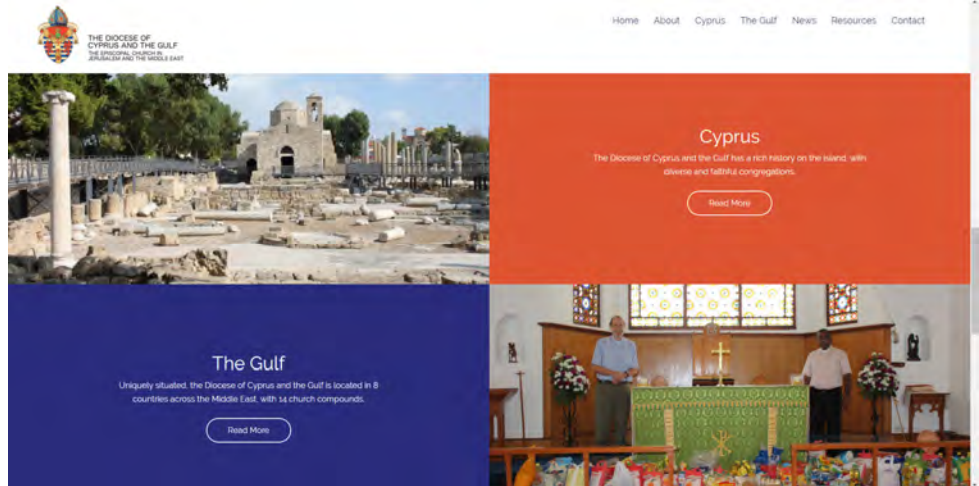 THE DIOCESE OF
CYPRUS AND THE GULF
THE EPISCOPAL CHURCH IN
JERUSALEM AND THE MIDDLE EAST
Home About Cyprus The Gulf News Resources Contact
Cyprus
The Diocese of Cyprus and the Gulf has a rich history on the island, with
diverse and faithful congregations.
Read More
The Gulf
Uniquely situated, the Diocese of Cyprus and the Gulf is located in 8
countries across the Middle East, with 14 church compounds.
Read More